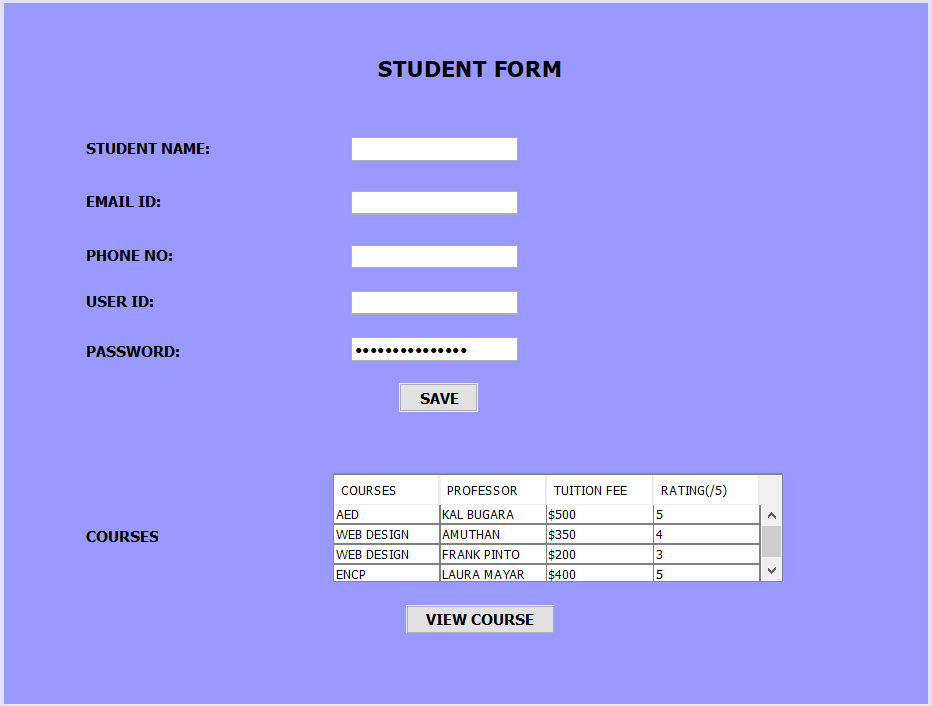 STUDENT FORM
STUDENT NAME:
EMAIL ID:
PHONE NO:
USER ID:
PASSWORD: •••••••••••••••
SAVE
COURSES
COURSES PROFESSOR TUITION FEE RATING(/5)
AED KAL BUGARA $500 5
WEB DESIGN AMUTHAN $350 4
WEB DESIGN FRANK PINTO $200 3
ENCP LAURA MAYAR $400 5
VIEW COURSE